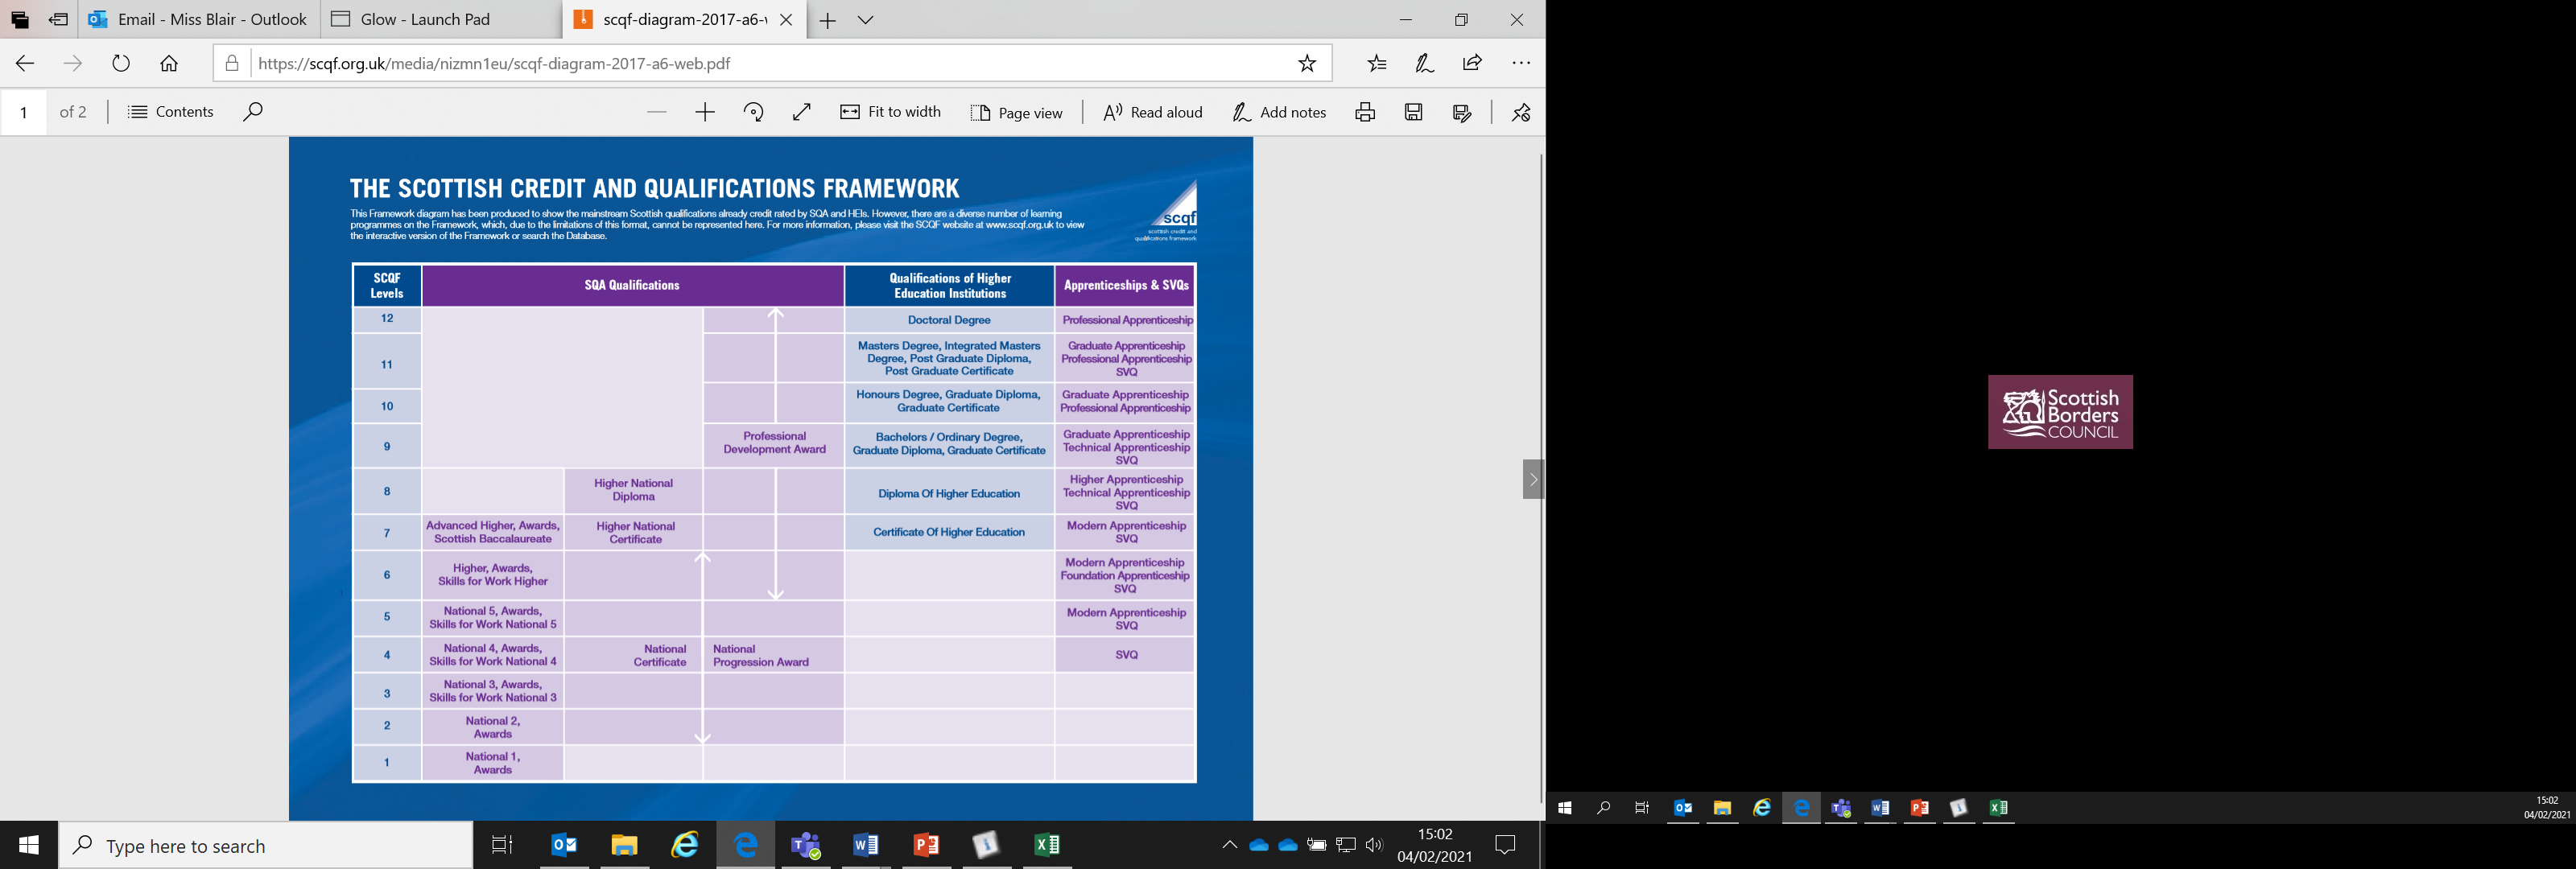 Email - Miss Blair - Outlook
Glow - Launch Pad
scqf-diagram-2017-a6-
https://scqf.org.uk/media/nizmn1eu/scqf-diagram-2017-a6-web.pdf
1 of 2
Contents
Fit to width
Page view
Read aloud
Add notes
THE SCOTTISH CREDIT AND QUALIFICATIONS FRAMEWORK
This Framework diagram has been produced to show the mainstream Scottish qualifications already credit rated by SQA and HEIs. However, there are a diverse number of learning
programmes on the Framework, which, due to the limitations of this format, cannot be represented here. For more information, please visit the SCQF website at www.scqf.org.uk to view
the interactive version of the Framework or search the Database.
scqf
scottish credit and
qualifications framework
SCQF
Levels
SQA Qualifications
Qualifications of Higher
Education Institutions
Apprenticeships & SVQs
12
Doctoral Degree
Professional Apprenticeship
11
Masters Degree, Integrated Masters
Degree, Post Graduate Diploma,
Post Graduate Certificate
Graduate Apprenticeship
Professional Apprenticeship
SVQ
10
Honours Degree, Graduate Diploma,
Graduate Certificate
Graduate Apprenticeship
Professional Apprenticeship
9
Professional
Development Award
Bachelors / Ordinary Degree,
Graduate Diploma, Graduate Certificate
Graduate Apprenticeship
Technical Apprenticeship
SVQ
8
Higher National
Diploma
Diploma Of Higher Education
Higher Apprenticeship
Technical Apprenticeship
SVQ
7
Advanced Higher, Awards,
Scottish Baccalaureate
Higher National
Certificate
Certificate Of Higher Education
Modern Apprenticeship
SVQ
6
Higher, Awards,
Skills for Work Higher
Modern Apprenticeship
Foundation Apprenticeship
SVQ
5
National 5, Awards,
Skills for Work National 5
Modern Apprenticeship
SVQ
4
National 4, Awards,
Skills for Work National 4
National
Certificate
National
Progression Award
SVQ
3
National 3, Awards,
Skills for Work National 3
2
National 2,
Awards
1
National 1,
Awards
Type here to search
15:02
04/02/2021
Scottish
Borders
COUNCIL
15:02
04/02/2021